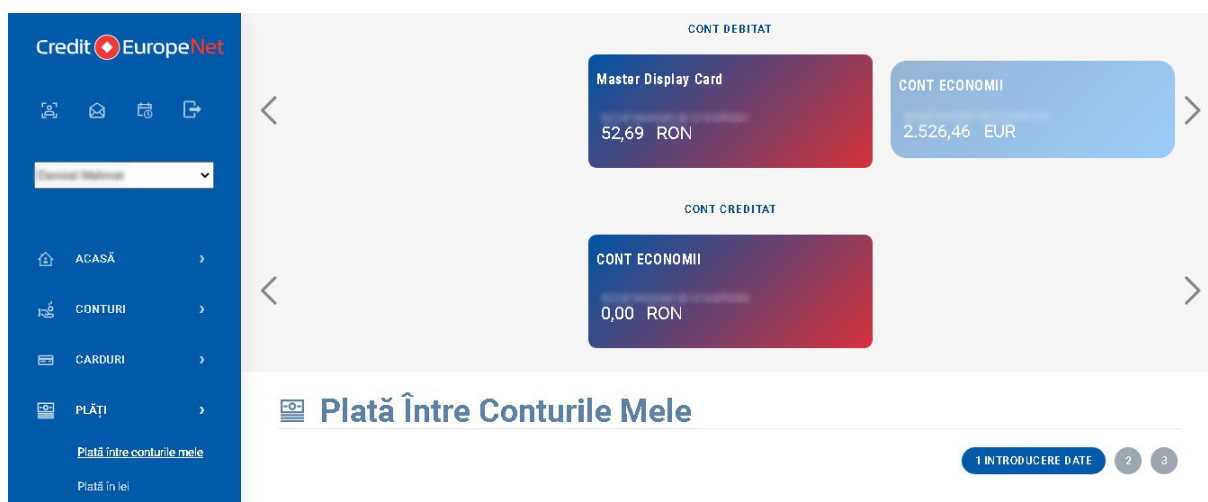 Credit EuropeNet
ACASĂ
CONTURI
CARDURI
PLĂȚI
Plată între conturile mele
Plată în lei
CONT DEBITAT
Master Display Card
52,69 RON
CONT ECONOMII
2.526,46 EUR
CONT CREDITAT
CONT ECONOMII
0,00 RON
Plată Între Conturile Mele
1 INTRODUCERE DATE 2 3